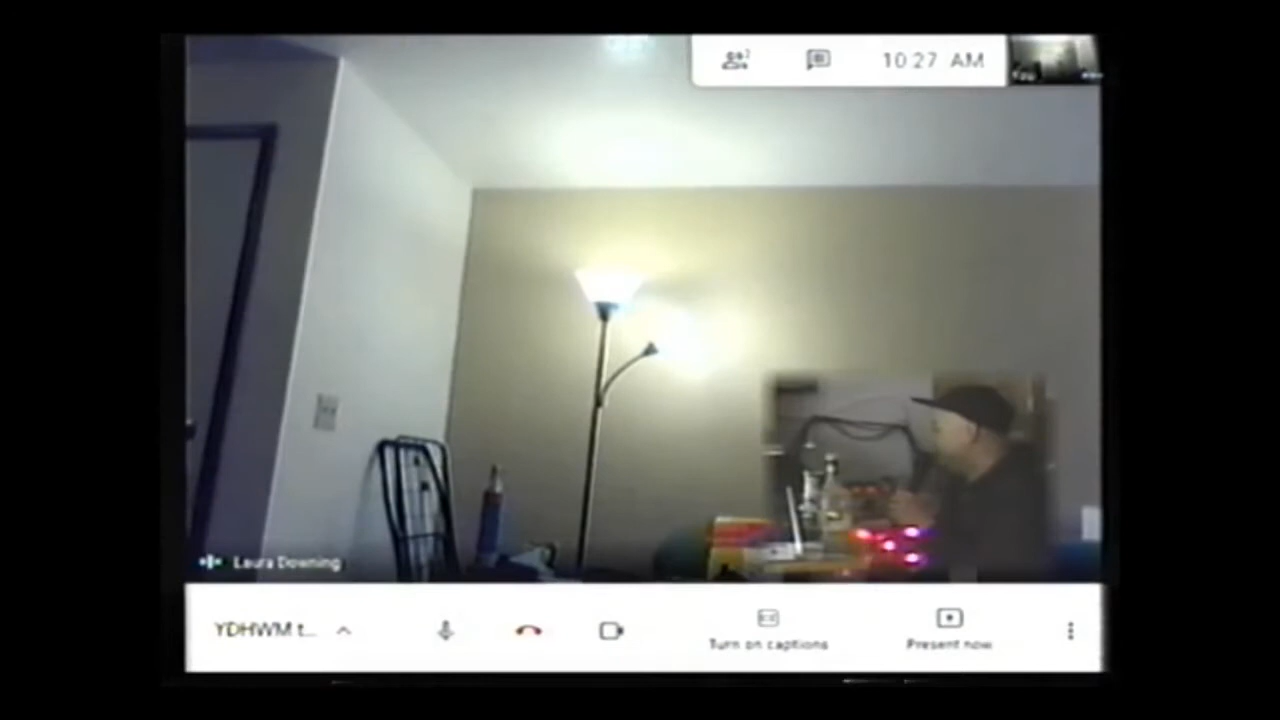 10:27 AM
You
Laura Downing
YDHWM t...
Turn on captions
Present now